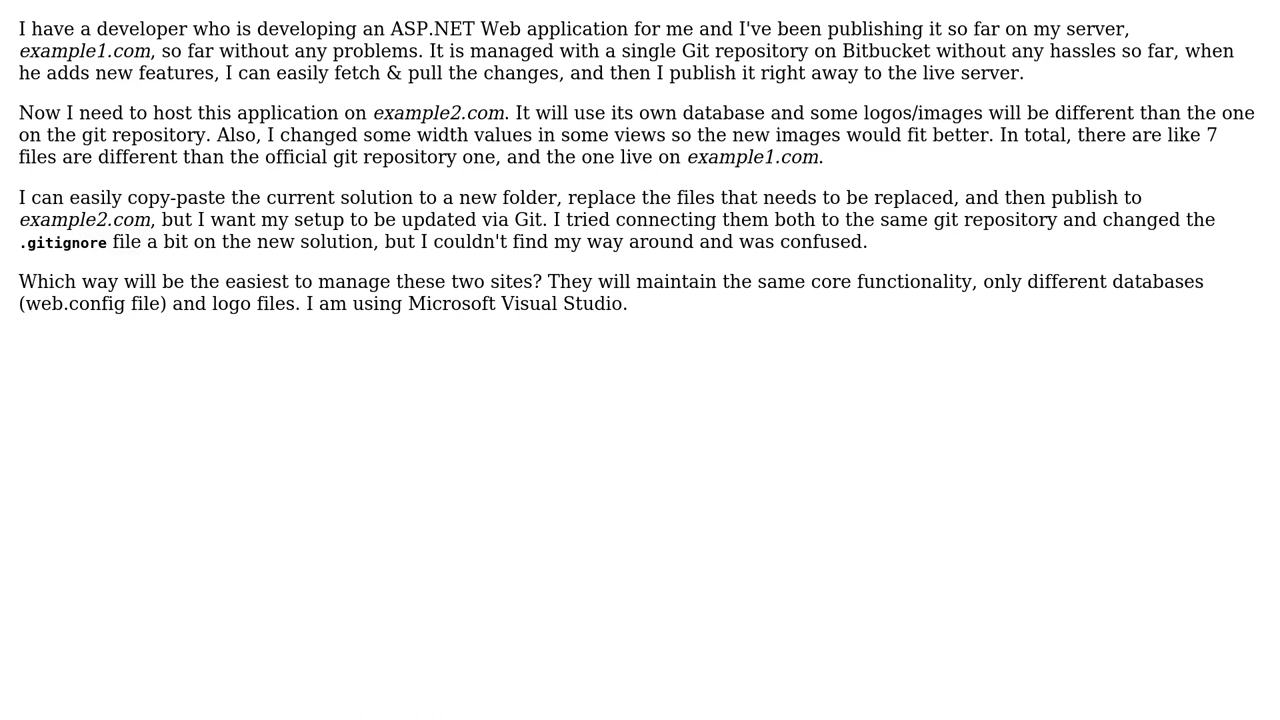 I have a developer who is developing an ASP.NET Web application for me and I've been publishing it so far on my server,
example1.com, so far without any problems. It is managed with a single Git repository on Bitbucket without any hassles so far, when
he adds new features, I can easily fetch & pull the changes, and then I publish it right away to the live server.
Now I need to host this application on example2.com. It will use its own database and some logos/images will be different than the one
on the git repository. Also, I changed some width values in some views so the new images would fit better. In total, there are like 7
files are different than the official git repository one, and the one live on example1.com.
I can easily copy-paste the current solution to a new folder, replace the files that needs to be replaced, and then publish to
example2.com, but I want my setup to be updated via Git. I tried connecting them both to the same git repository and changed the
.gitignore file a bit on the new solution, but I couldn't find my way around and was confused.
Which way will be the easiest to manage these two sites? They will maintain the same core functionality, only different databases
(web.config file) and logo files. I am using Microsoft Visual Studio.